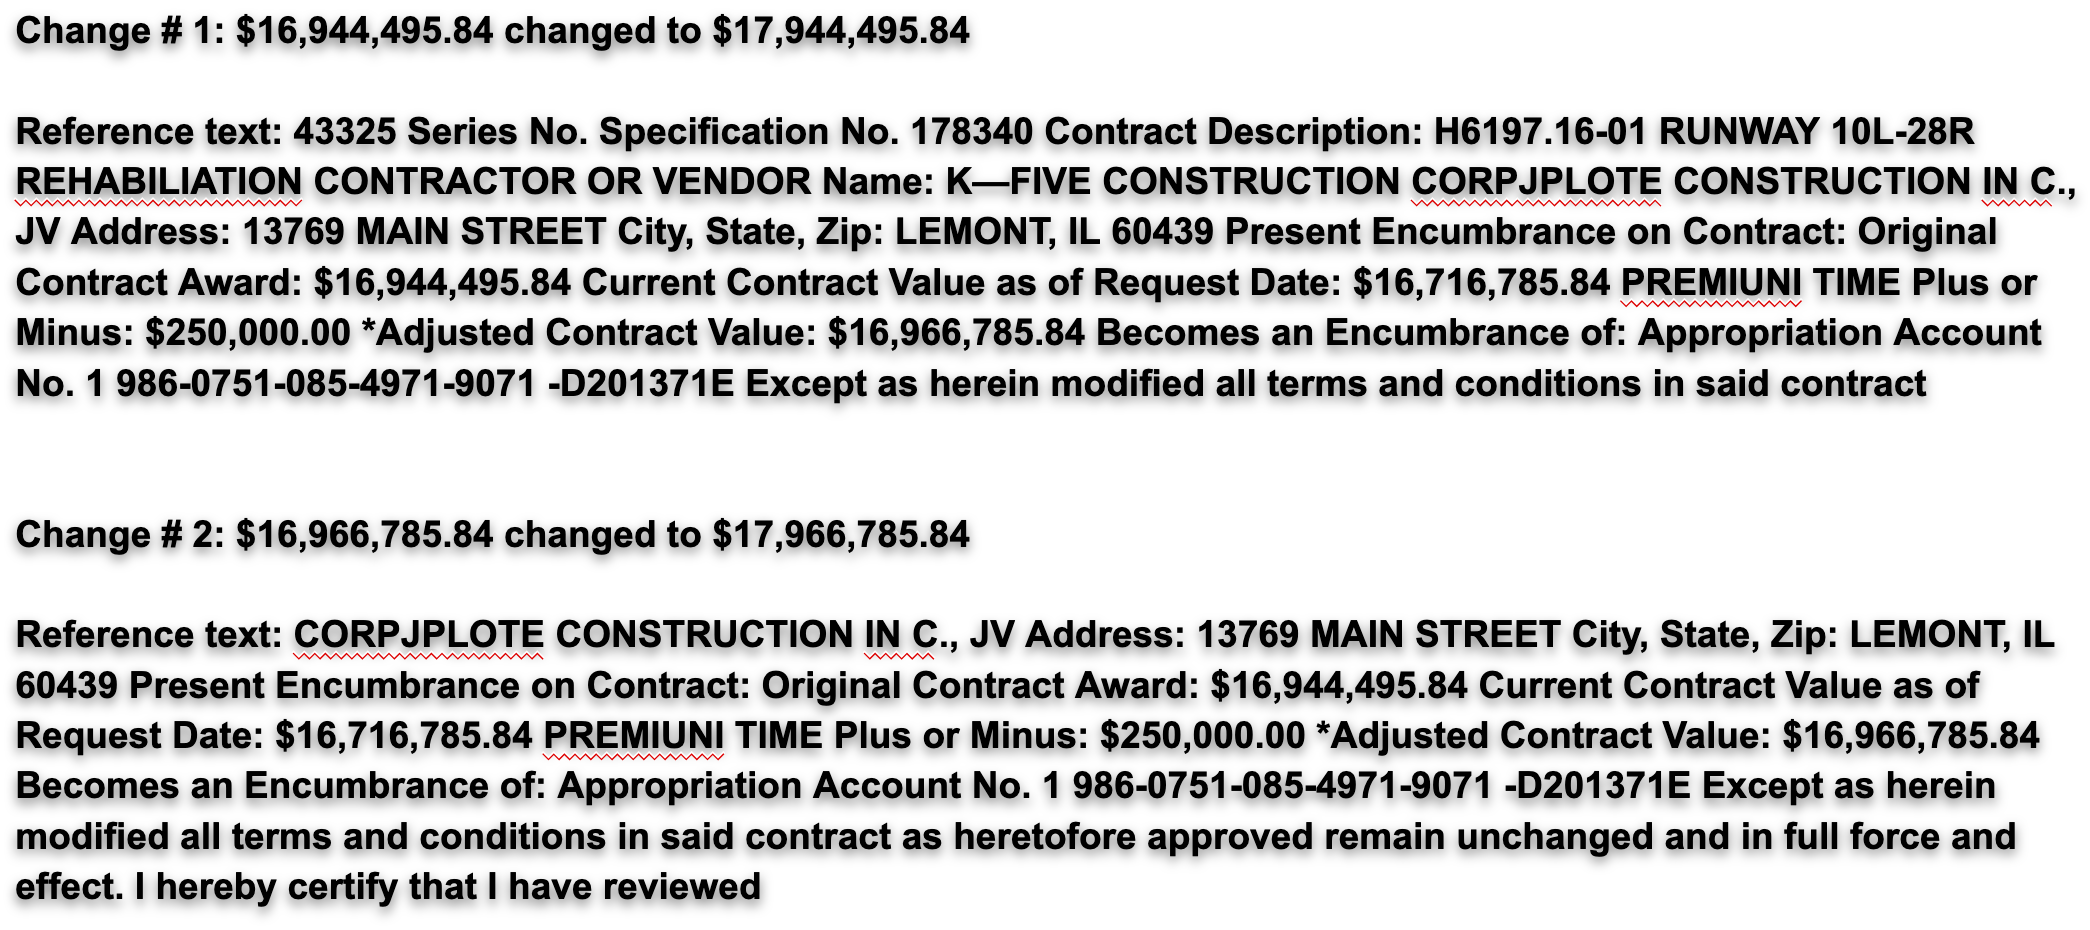 Change # 1: $16,944,495.84 changed to $17,944,495.84
Reference text: 43325 Series No. Specification No. 178340 Contract Description: H6197.16-01 RUNWAY 10L-28R
REHABILIATION CONTRACTOR OR VENDOR Name: K—FIVE CONSTRUCTION CORPJPLOTE CONSTRUCTION IN C.,
JV Address: 13769 MAIN STREET City, State, Zip: LEMONT, IL 60439 Present Encumbrance on Contract: Original
Contract Award: $16,944,495.84 Current Contract Value as of Request Date: $16,716,785.84 PREMIUNI TIME Plus or
Minus: $250,000.00 *Adjusted Contract Value: $16,966,785.84 Becomes an Encumbrance of: Appropriation Account
No. 1 986-0751-085-4971-9071 -D201371E Except as herein modified all terms and conditions in said contract
Change # 2: $16,966,785.84 changed to $17,966,785.84
Reference text: CORPJPLOTE CONSTRUCTION IN C., JV Address: 13769 MAIN STREET City, State, Zip: LEMONT, IL
60439 Present Encumbrance on Contract: Original Contract Award: $16,944,495.84 Current Contract Value as of
Request Date: $16,716,785.84 PREMIUNI TIME Plus or Minus: $250,000.00 *Adjusted Contract Value: $16,966,785.84
Becomes an Encumbrance of: Appropriation Account No. 1 986-0751-085-4971-9071 -D201371E Except as herein
modified all terms and conditions in said contract as heretofore approved remain unchanged and in full force and
effect. I hereby certify that I have reviewed